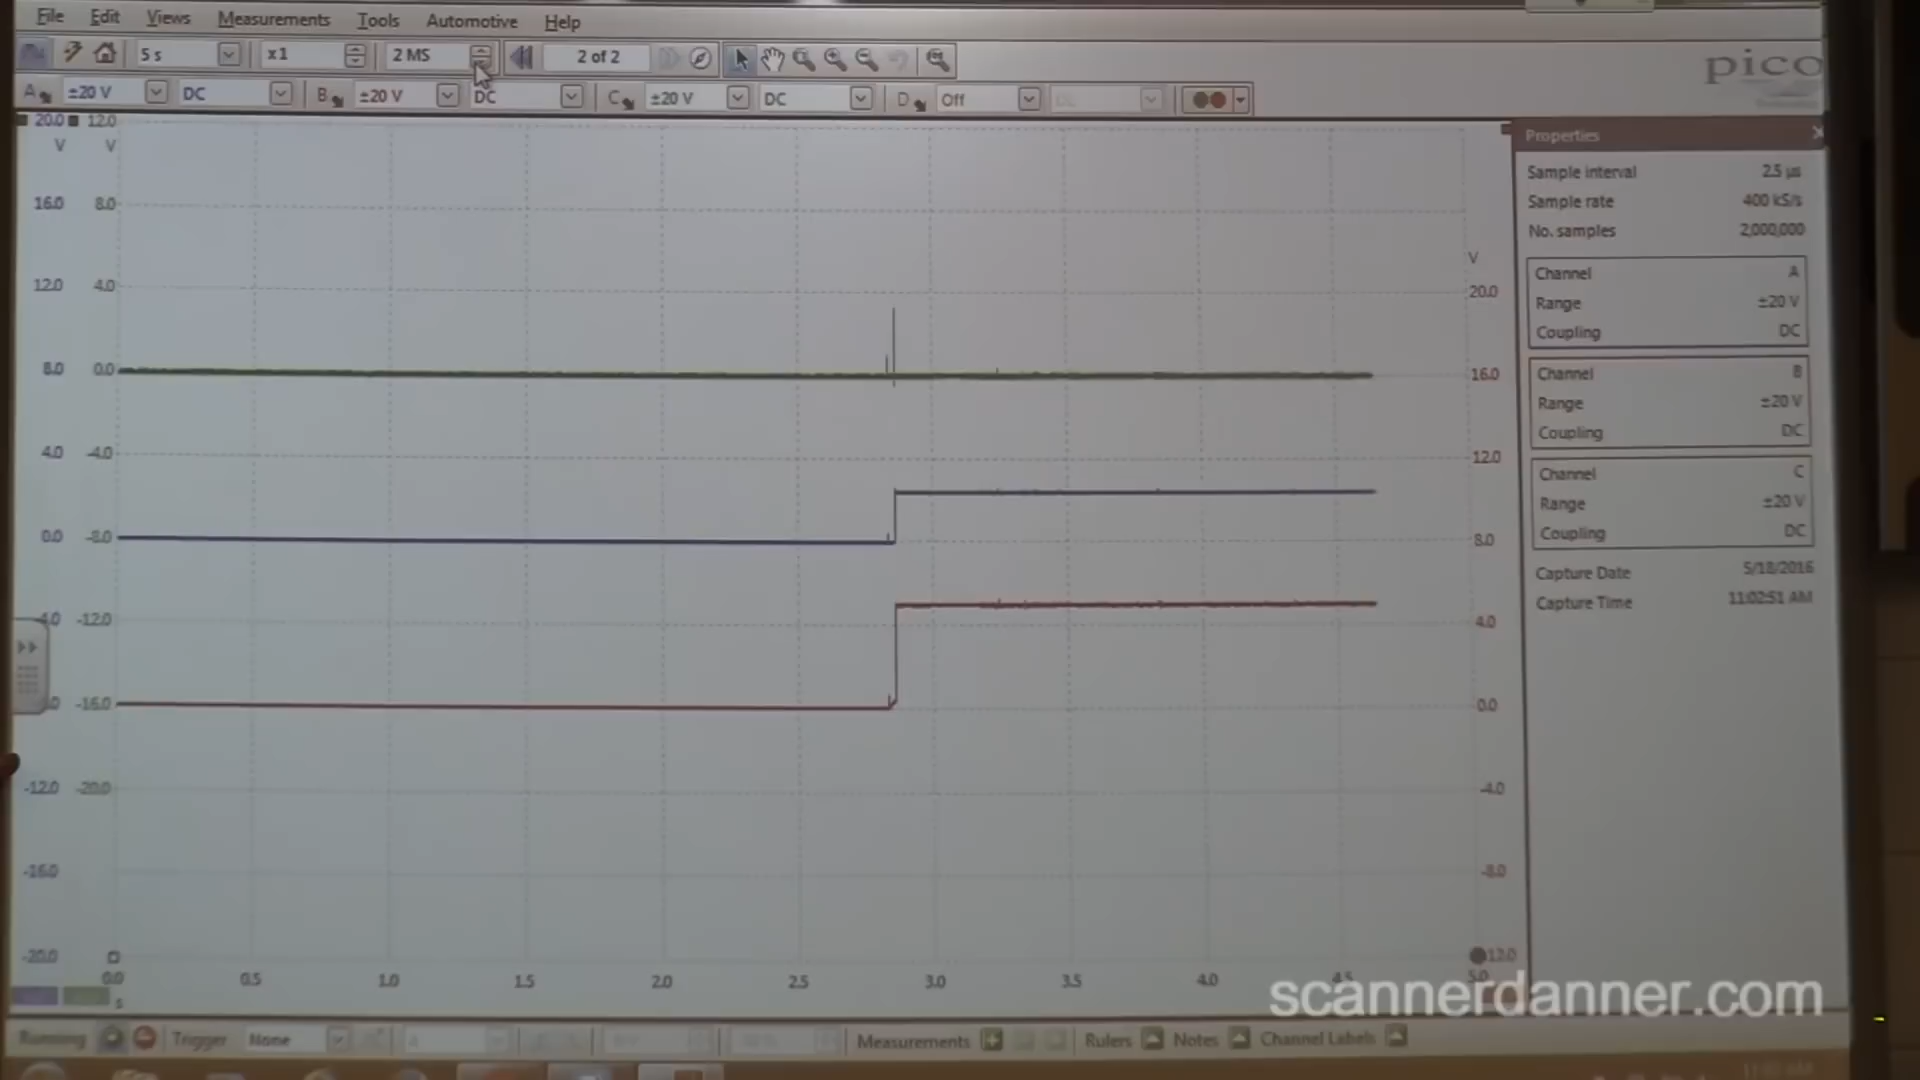 File Edit Views Measurements Tools Automotive Help
5 s x1 2 MS 2 of 2
pico
A ±20 V DC B ±20 V DC C ±20 V DC D Off
20.0 12.0
V V
16.0 8.0
12.0 4.0
8.0 0.0
4.0 -4.0
0.0 -8.0
-12.0
-16.0
-12.0 -20.0
-16.0
-20.0
V
20.0
16.0
12.0
8.0
4.0
0.0
-4.0
-8.0
-12.0
0.0 0.5 1.0 1.5 2.0 2.5 3.0 3.5 4.0 4.5 5.0
s
Properties
Sample interval 2.5 µs
Sample rate 400 kS/s
No. samples 2,000,000
Channel A
Range ±20 V
Coupling DC
Channel B
Range ±20 V
Coupling DC
Channel C
Range ±20 V
Coupling DC
Capture Date 5/18/2016
Capture Time 11:02:51 AM
scannerdanner.com
Running Trigger None Measurements Rulers Notes Channel Labels